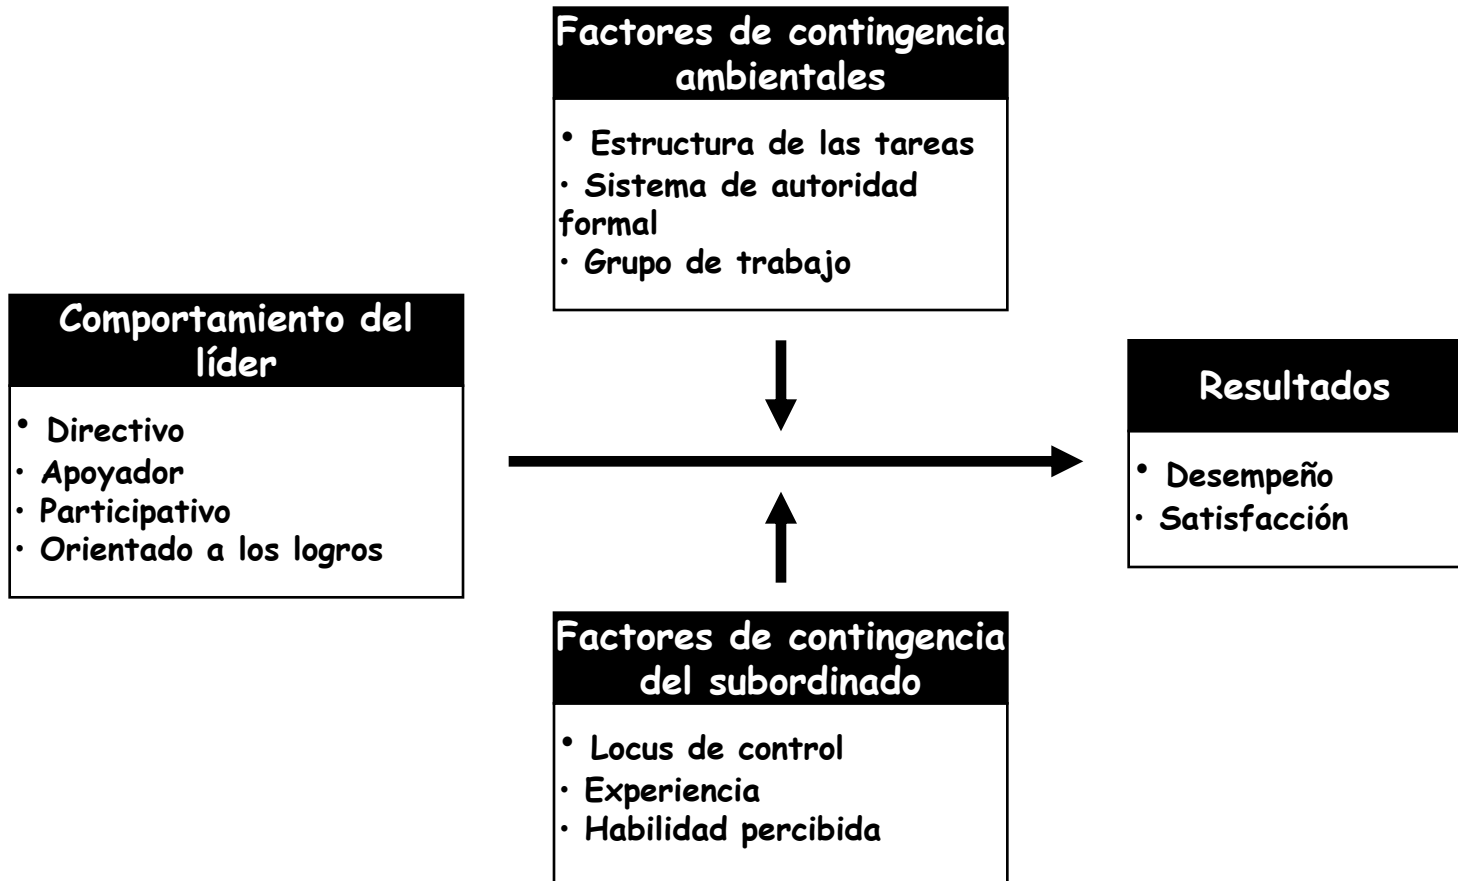 Factores de contingencia
ambientales
• Estructura de las tareas
• Sistema de autoridad
formal
• Grupo de trabajo
Comportamiento del
líder
• Directivo
• Apoyador
• Participativo
• Orientado a los logros
Resultados
• Desempeño
• Satisfacción
Factores de contingencia
del subordinado
• Locus de control
• Experiencia
• Habilidad percibida